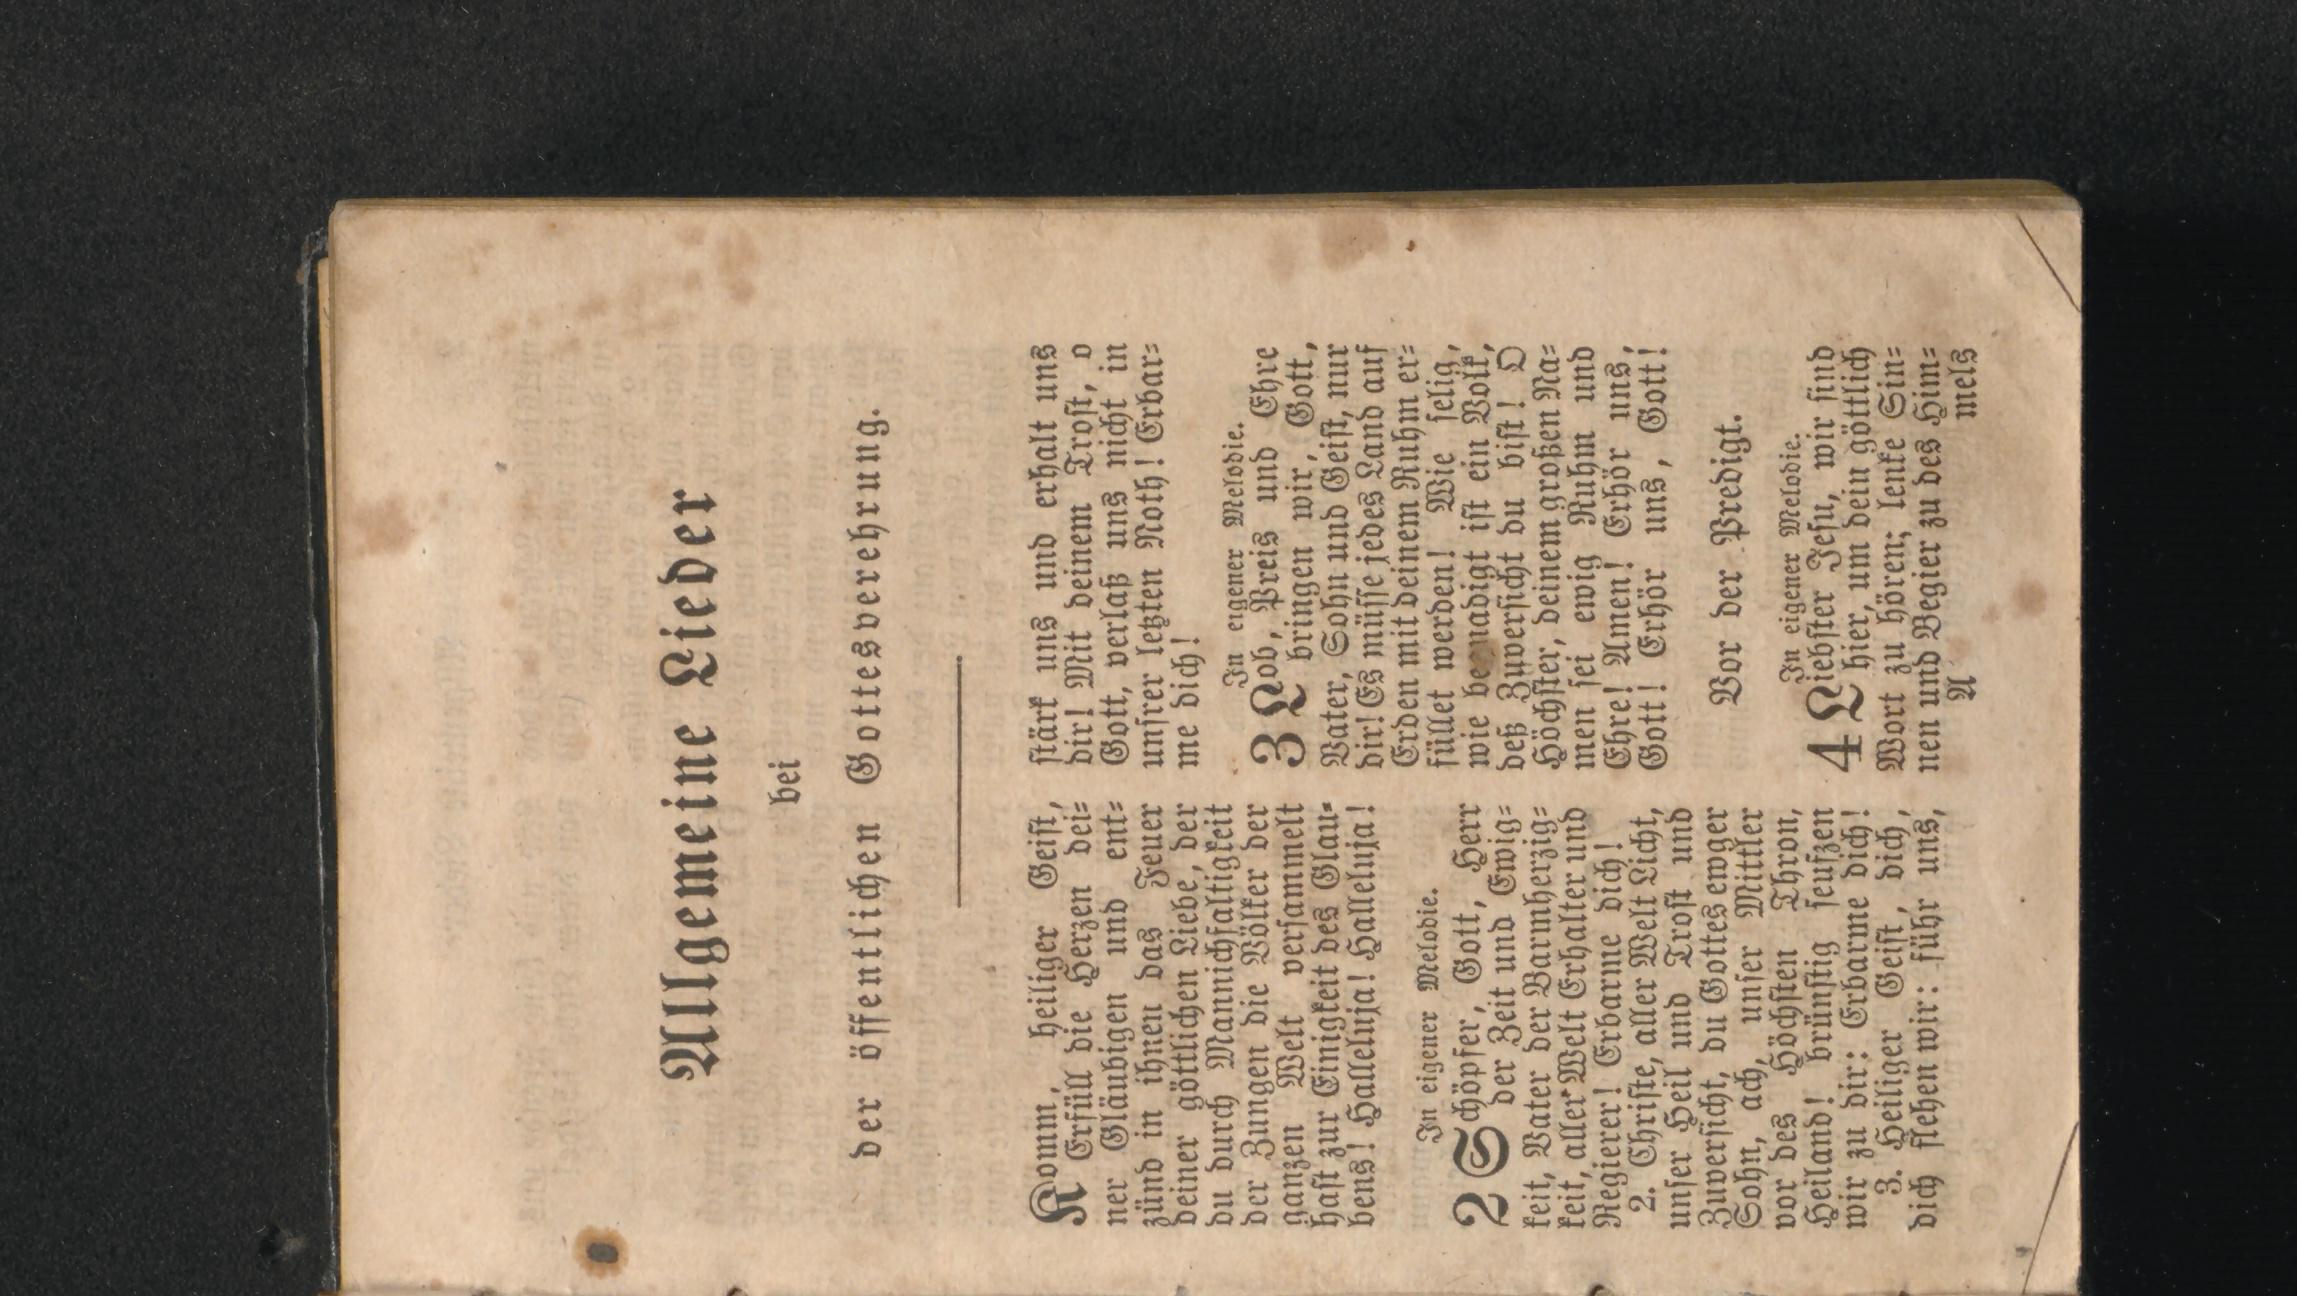 Allgemeine Lieder
bei
der öffentlichen Gottesverehrung.
Komm, heiliger Geist,
Erfüll die Herzen dei=
ner Gläubigen und ent=
zünd in ihnen das Feuer
deiner göttlichen Liebe, der
du durch Mannichfaltigkeit
der Zungen die Völker der
ganzen Welt versammelt
hast zur Einigkeit des Glau=
bens! Halleluja! Halleluja!
In eigener Melodie.
2 Schöpfer, Gott, Herr
der Zeit und Ewig=
keit, Vater der Barmherzig=
keit, aller Welt Erhalter und
Regierer! Erbarme dich!
2. Christe, aller Welt Licht,
unser Heil und Trost und
Zuversicht, du Gottes ewger
Sohn, ach, unser Mittler
vor des Höchsten Thron,
Heiland! brünstig seufzen
wir zu dir: Erbarme dich!
3. Heiliger Geist, dich,
dich flehen wir: führ uns,
stärk uns und erhalt uns
dir! Mit deinem Trost, o
Gott, verlaß uns nicht in
unsrer letzten Noth! Erbar=
me dich!
In eigener Melodie.
3 Lob, Preis und Ehre
bringen wir, Gott,
Vater, Sohn und Geist, nur
dir! Es müsse jedes Land auf
Erden mit deinem Ruhm er=
füllet werden! Wie selig,
wie begnadigt ist ein Volk,
deß Zuversicht du bist! O
Höchster, deinem großen Na=
men sei ewig Ruhm und
Ehre! Amen! Erhör uns,
Gott! Erhör uns, Gott!
Vor der Predigt.
In eigener Melodie.
4 Liebster Jesu, wir sind
hier, um dein göttlich
Wort zu hören; lenke Sin=
nen und Begier zu des Him=
A mels